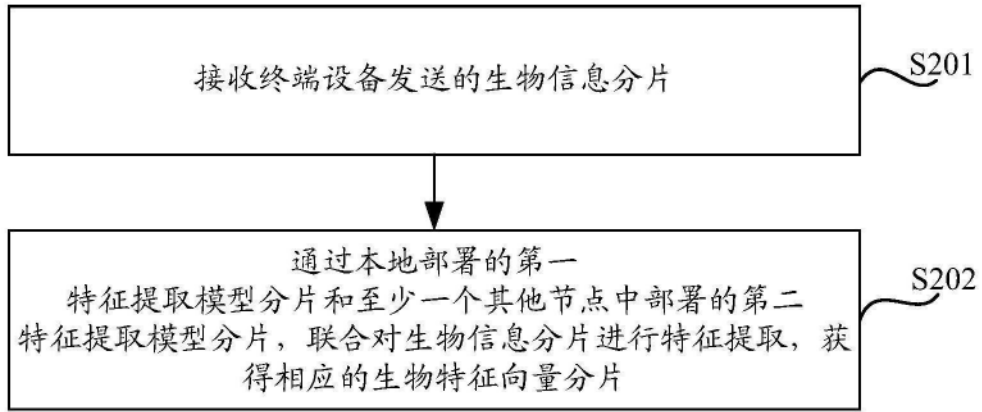 接收终端设备发送的生物信息分片
S201
通过本地部署的第一
特征提取模型分片和至少一个其他节点中部署的第二
特征提取模型分片，联合对生物信息分片进行特征提取，获
得相应的生物特征向量分片
S202